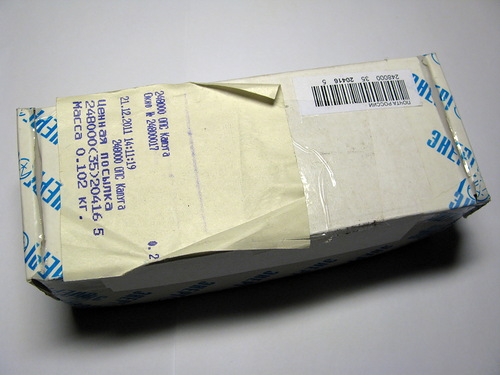 248000 ОПС Калуга
Окно № 24800017
21.12.2011 14:11:19
248000 ОПС Калуга
Ценная посылка
248000(35)20416 5
Масса 0.102 кг.
ПОЧТА РОССИИ
248000 35 20416 5